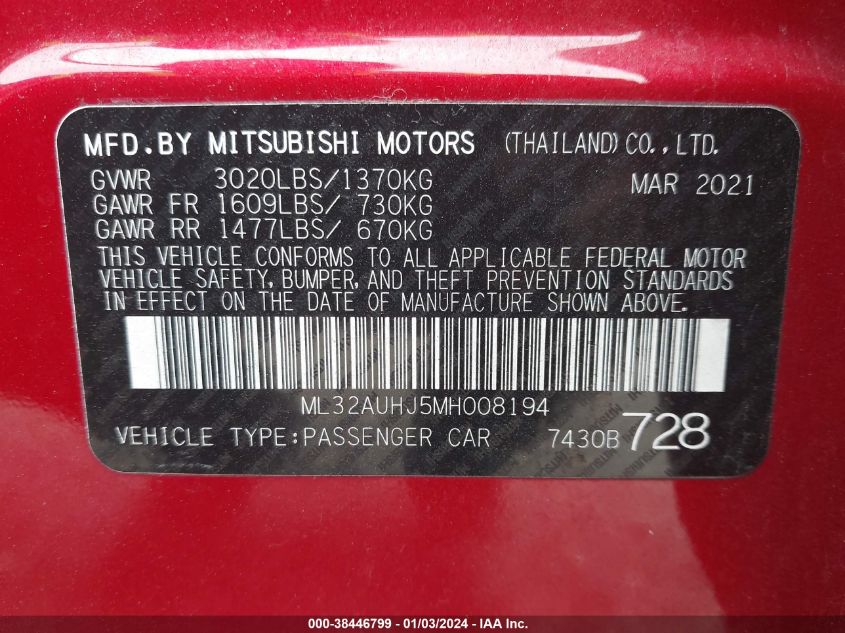 MFD.BY MITSUBISHI MOTORS (THAILAND) CO., LTD.
GVWR 3020LBS/1370KG MAR 2021
GAWR FR 1609LBS/ 730KG
GAWR RR 1477LBS/ 670KG
THIS VEHICLE CONFORMS TO ALL APPLICABLE FEDERAL MOTOR
VEHICLE SAFETY, BUMPER, AND THEFT PREVENTION STANDARDS
IN EFFECT ON THE DATE OF MANUFACTURE SHOWN ABOVE.
ML32AUHJ5MH008194
VEHICLE TYPE:PASSENGER CAR 7430B 728
000-38446799 - 01/03/2024 - IAA Inc.